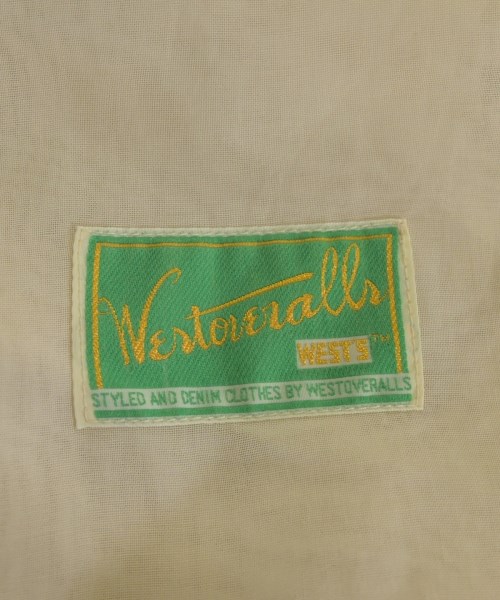 Westoveralls
WEST'S™
STYLED AND DENIM CLOTHES BY WESTOVERALLS